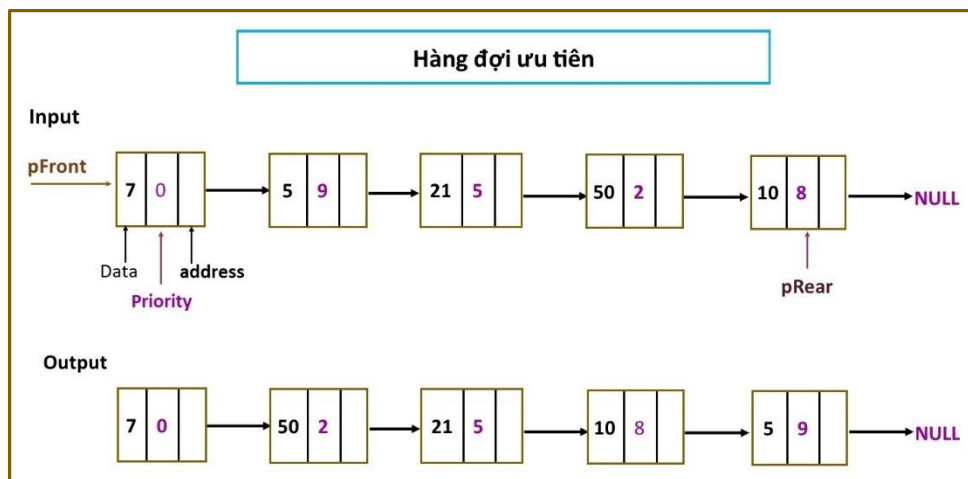 Hàng đợi ưu tiên
Input
pFront
7 0
5 9
21 5
50 2
10 8
NULL
Data
address
Priority
pRear
Output
7 0
50 2
21 5
10 8
5 9
NULL